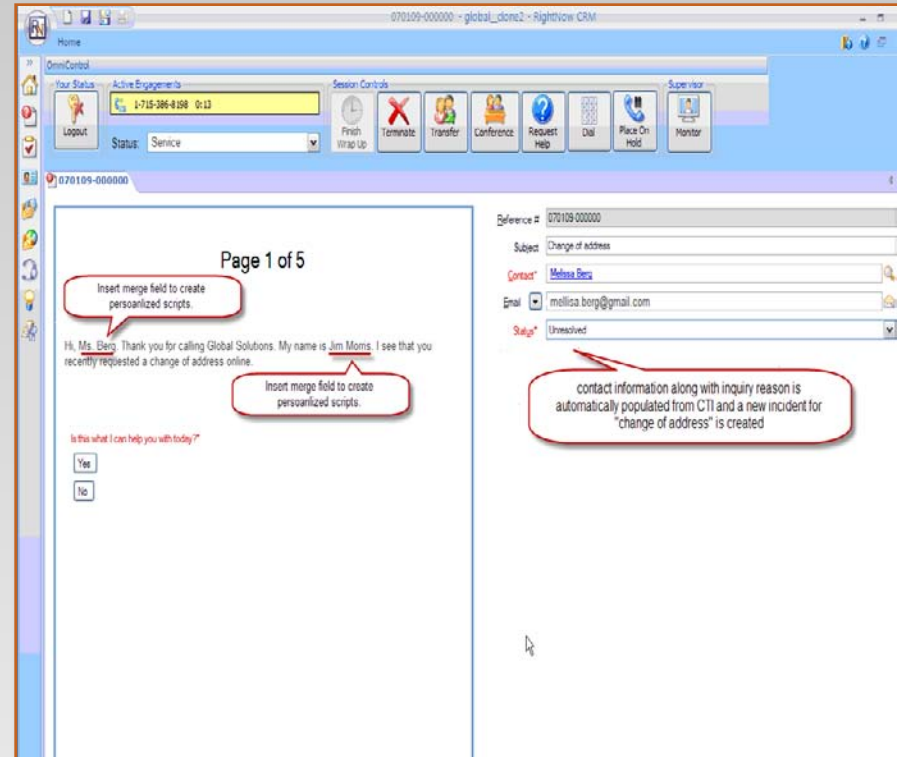 070109-000000 - global_clone2 - RightNow CRM
Home
OmniControl
Your Status
Active Engagements
Session Controls
Supervisor
1-715-386-8198 0:13
Logout
Status: Service
Finish Wrap Up
Terminate
Transfer
Conference
Request Help
Dial
Place On Hold
Monitor
070109-000000
Page 1 of 5
Insert merge field to create
persoanlized scripts.
Hi, Ms. Berg. Thank you for calling Global Solutions. My name is Jim Morris. I see that you
recently requested a change of address online.
Insert merge field to create
persoanlized scripts.
Is this what I can help you with today?*
Yes
No
Reference # 070109-000000
Subject Change of address
Contact* Melissa Berg
Email mellisa.berg@gmail.com
Status* Unresolved
contact information along with inquiry reason is
automatically populated from CTI and a new incident for
"change of address" is created